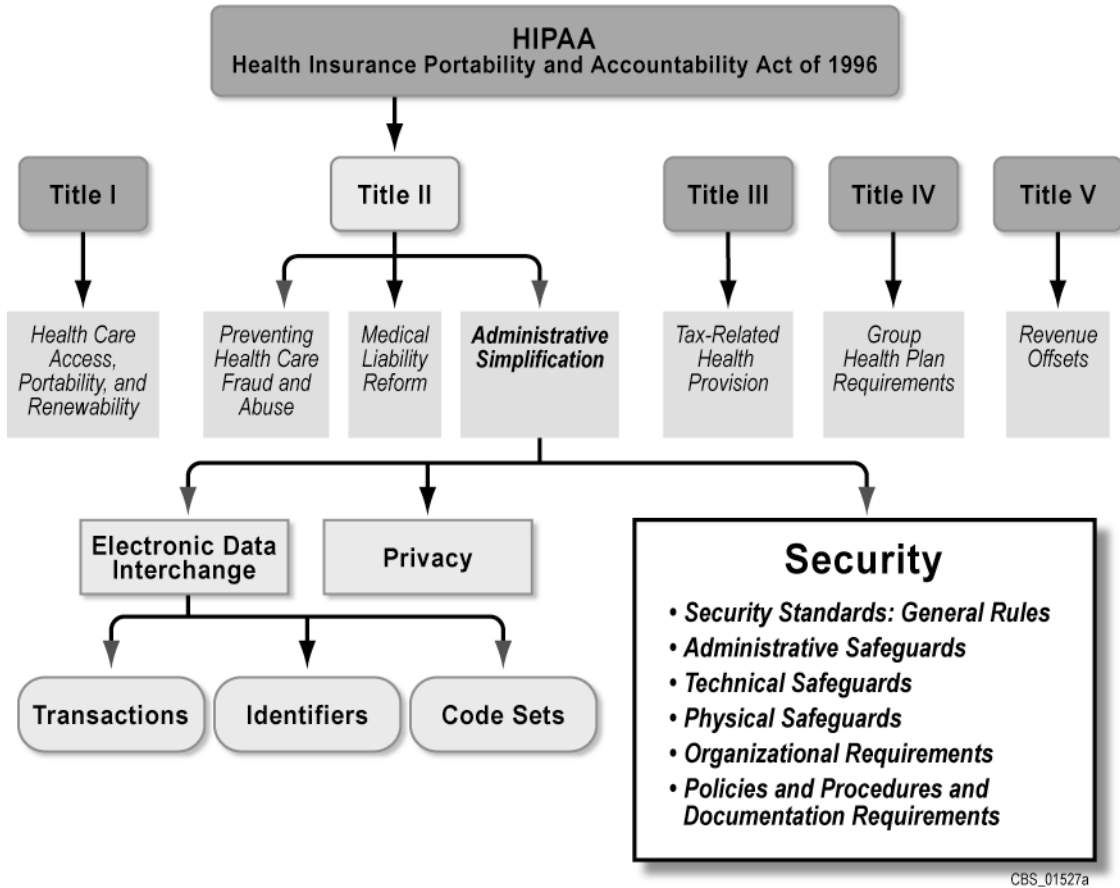 HIPAA
Health Insurance Portability and Accountability Act of 1996
Title I
Title II
Title III
Title IV
Title V
Health Care
Access,
Portability, and
Renewability
Preventing
Health Care
Fraud and
Abuse
Medical
Liability
Reform
Administrative
Simplification
Tax-Related
Health
Provision
Group
Health Plan
Requirements
Revenue
Offsets
Electronic Data
Interchange
Privacy
Security
• Security Standards: General Rules
• Administrative Safeguards
• Technical Safeguards
• Physical Safeguards
• Organizational Requirements
• Policies and Procedures and
Documentation Requirements
Transactions
Identifiers
Code Sets
CBS_01527a